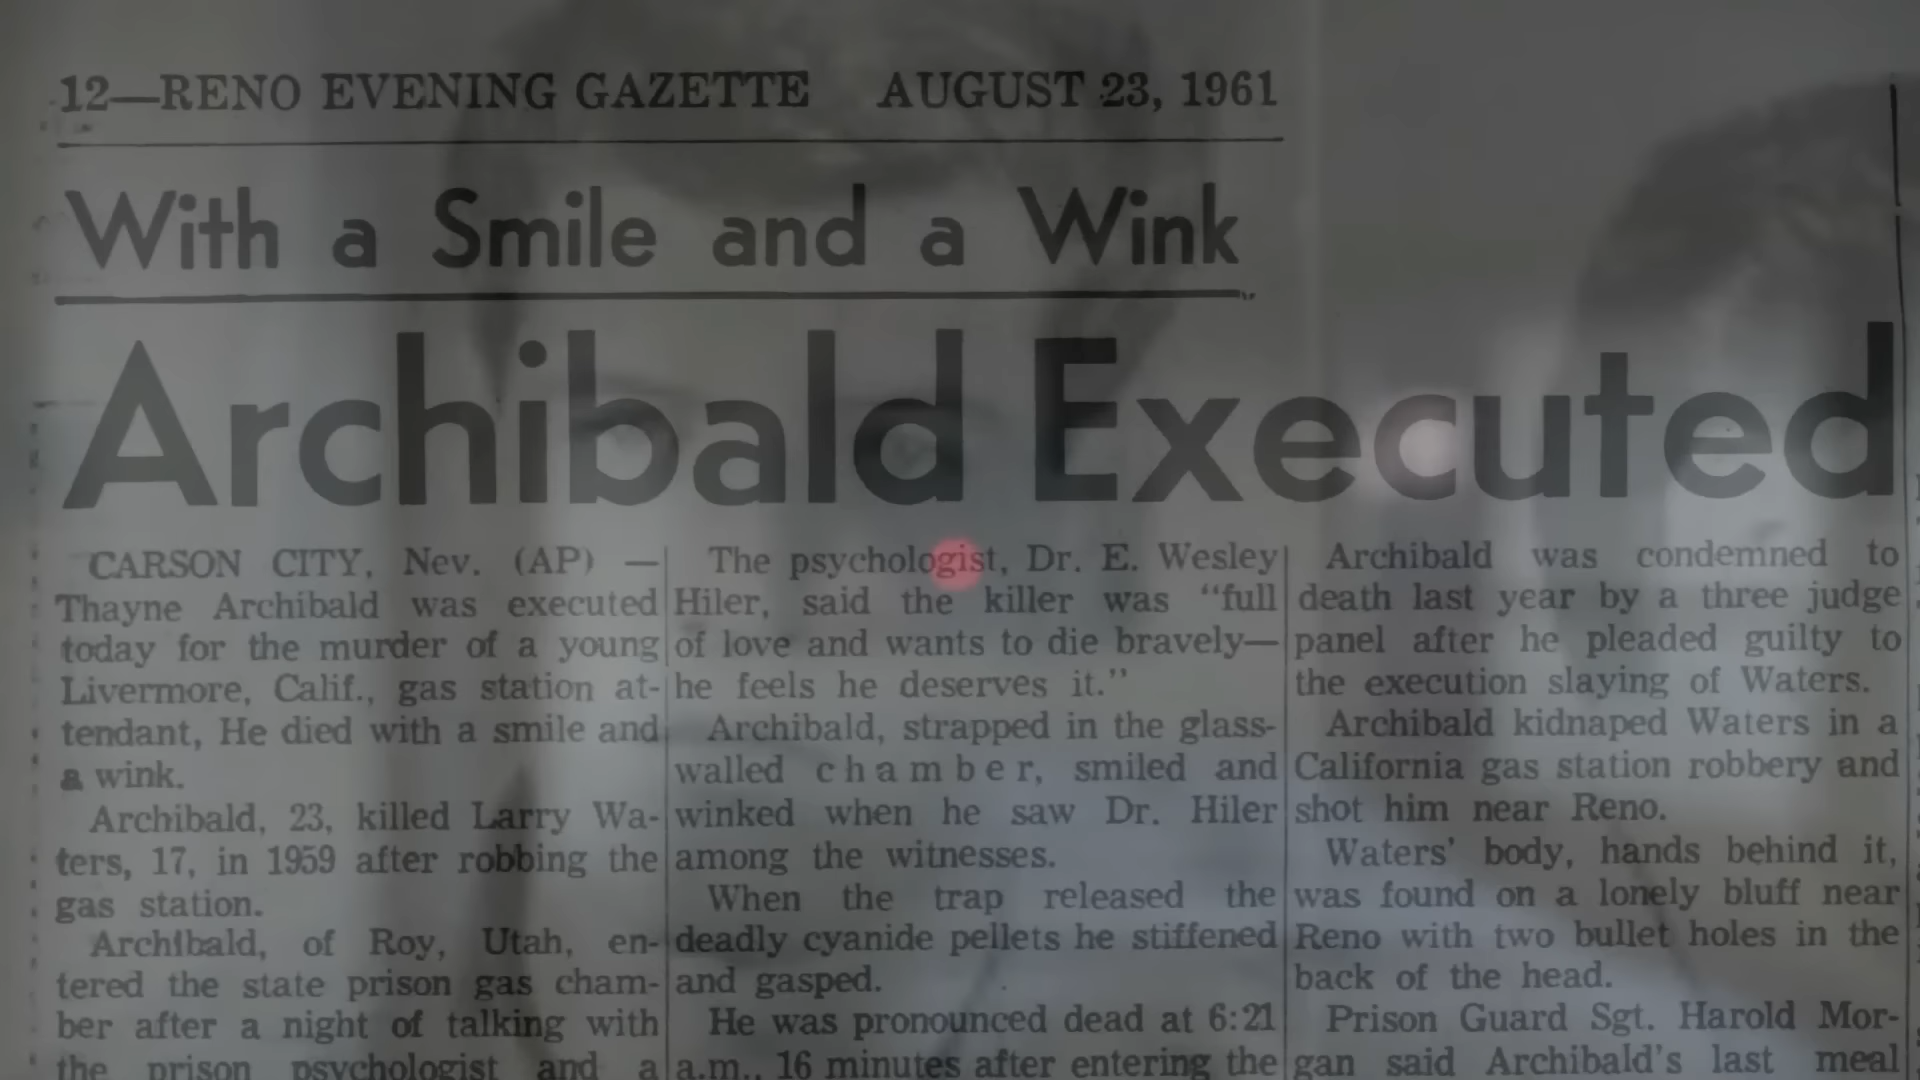 12—RENO EVENING GAZETTE AUGUST 23, 1961
With a Smile and a Wink
Archibald Executed
CARSON CITY, Nev. (AP) —
Thayne Archibald was executed
today for the murder of a young
Livermore, Calif., gas station at-
tendant, He died with a smile and
a wink.
Archibald, 23, killed Larry Wa-
ters, 17, in 1959 after robbing the
gas station.
Archibald, of Roy, Utah, en-
tered the state prison gas cham-
ber after a night of talking with
the prison psychologist and a
The psychologist, Dr. E. Wesley
Hiler, said the killer was "full
of love and wants to die bravely—
he feels he deserves it."
Archibald, strapped in the glass-
walled chamber, smiled and
winked when he saw Dr. Hiler
among the witnesses.
When the trap released the
deadly cyanide pellets he stiffened
and gasped.
He was pronounced dead at 6:21
a.m., 16 minutes after entering the
Archibald was condemned to
death last year by a three judge
panel after he pleaded guilty to
the execution slaying of Waters.
Archibald kidnaped Waters in a
California gas station robbery and
shot him near Reno.
Waters' body, hands behind it,
was found on a lonely bluff near
Reno with two bullet holes in the
back of the head.
Prison Guard Sgt. Harold Mor-
gan said Archibald's last meal